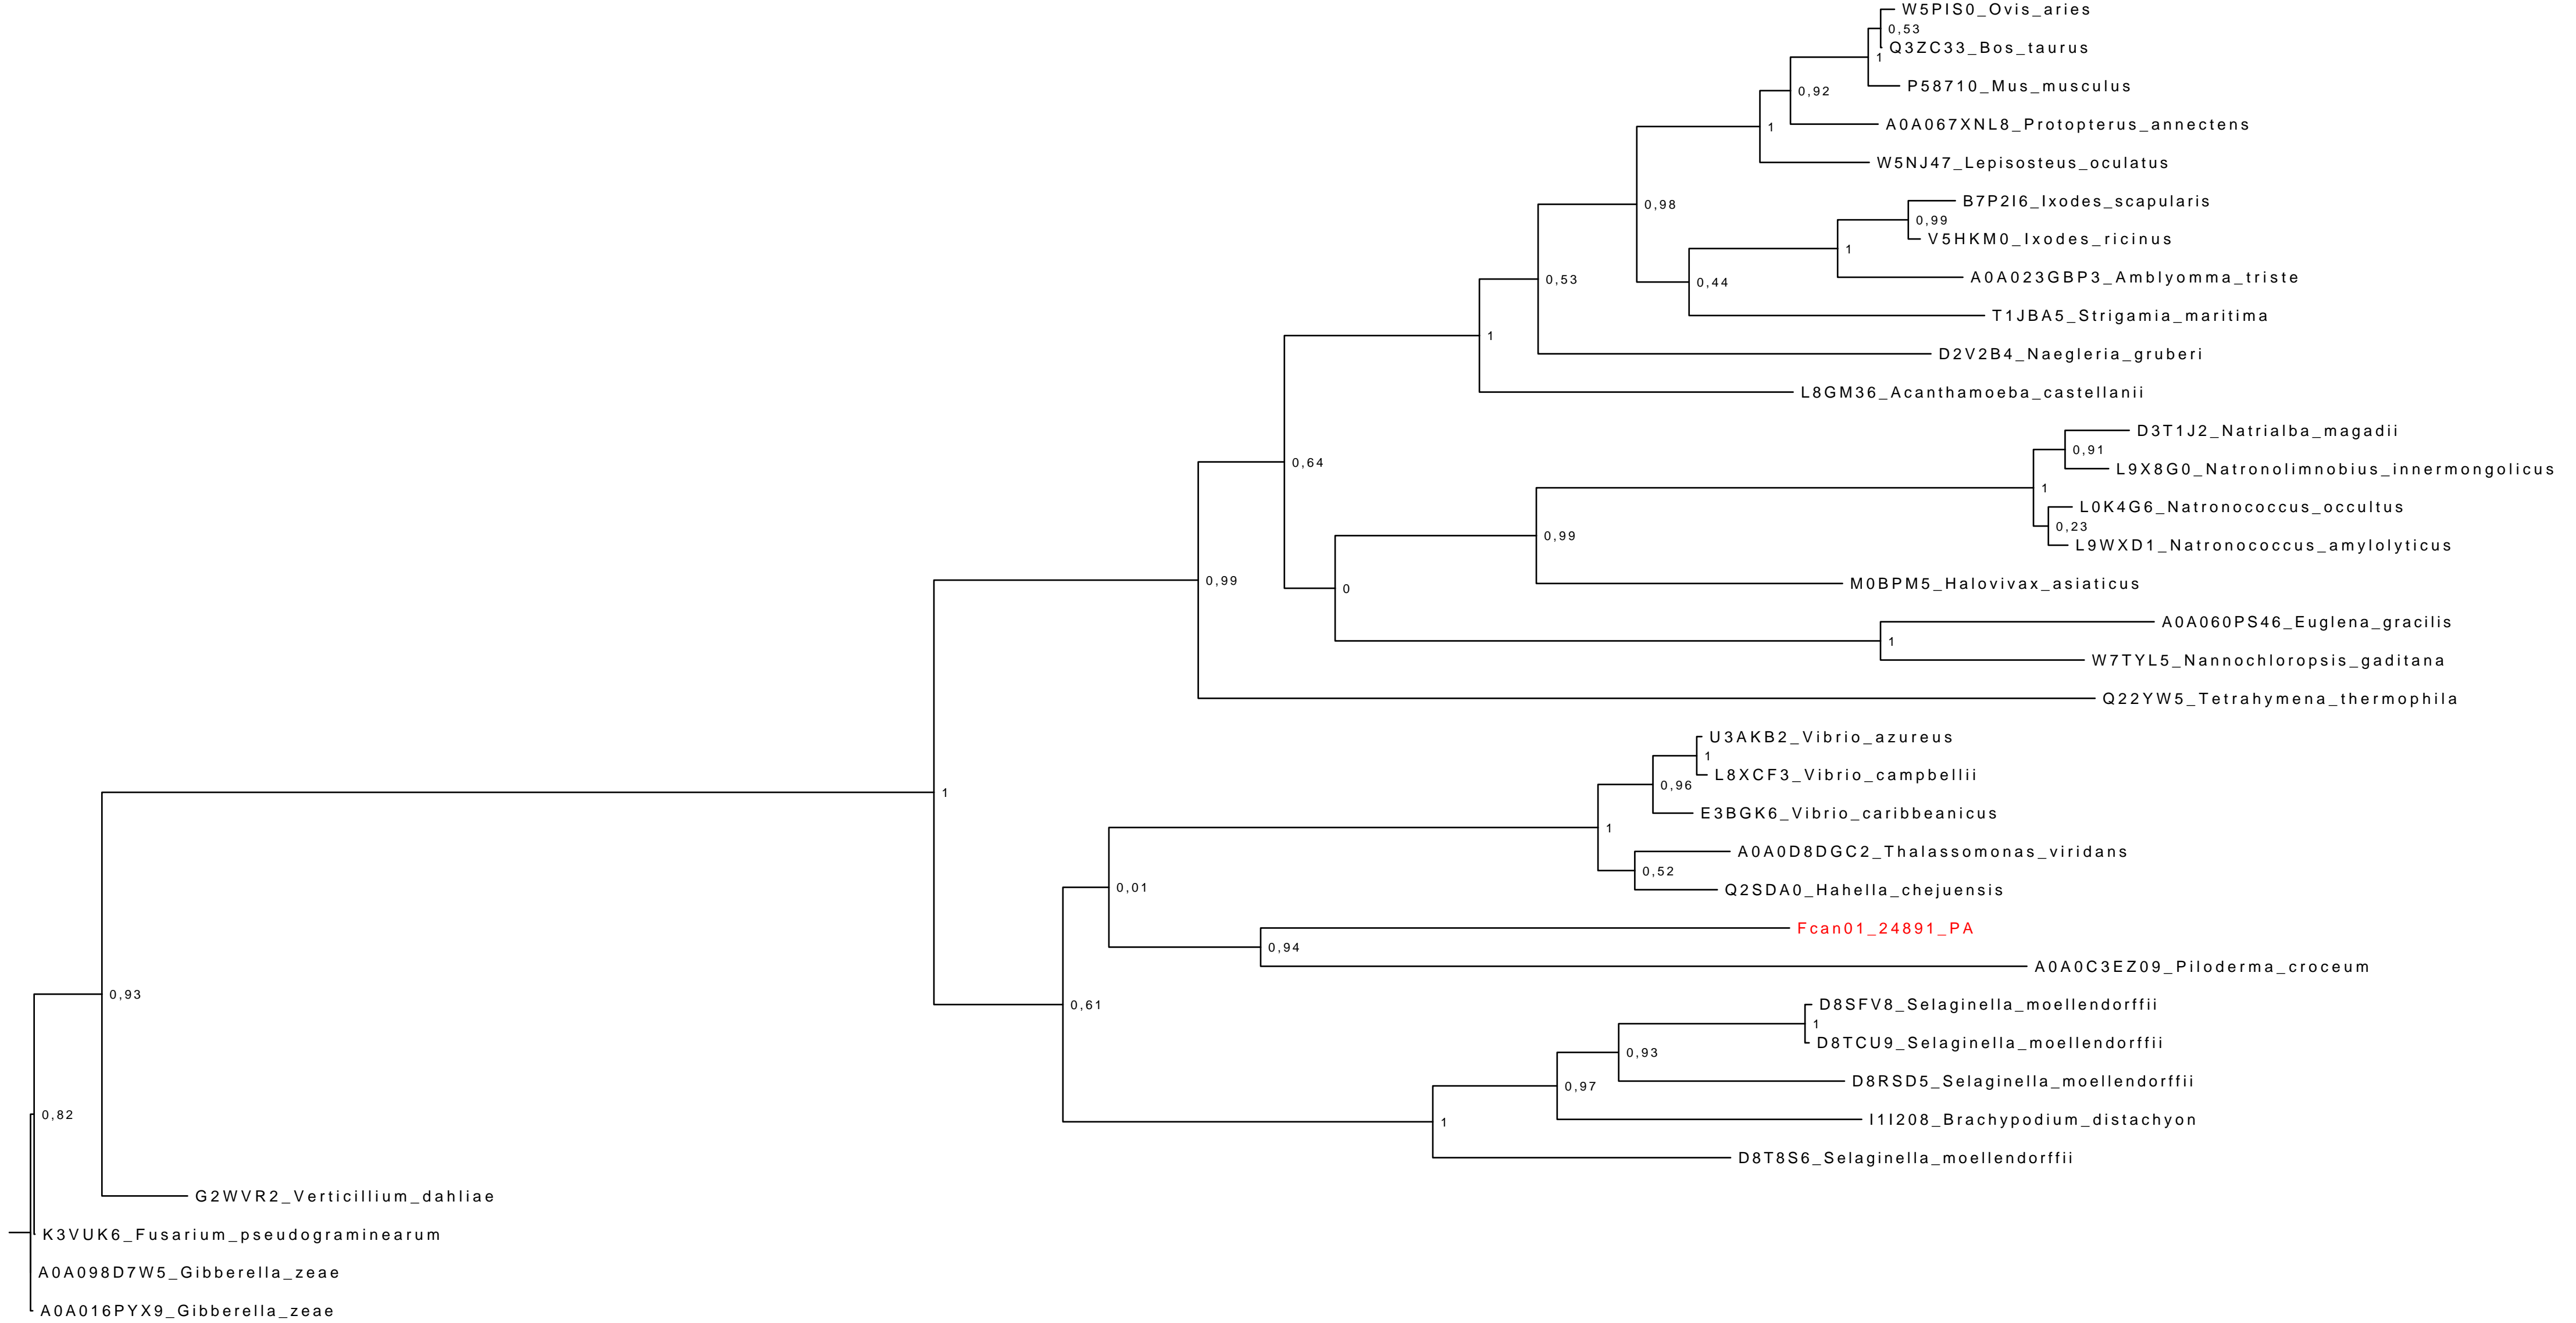 W5PIS0_Ovis_aries
0,53
Q3ZC33_Bos_taurus
1
P58710_Mus_musculus
0,92
A0A067XNL8_Protopterus_annectens
1
W5NJ47_Lepisosteus_oculatus
B7P2I6_Ixodes_scapularis
0,98
0,99
V5HKM0_Ixodes_ricinus
1
A0A023GBP3_Amblyomma_triste
0,53
0,44
T1JBA5_Strigamia_maritima
1
D2V2B4_Naegleria_gruberi
L8GM36_Acanthamoeba_castellanii
D3T1J2_Natrialba_magadii
0,91
0,64
L9X8G0_Natronolimnobius_innermongolicus
1
L0K4G6_Natronococcus_occultus
0,23
0,99
L9WXD1_Natronococcus_amylolyticus
0,99
M0BPM5_Halovivax_asiaticus
0
A0A060PS46_Euglena_gracilis
1
W7TYL5_Nannochloropsis_gaditana
Q22YW5_Tetrahymena_thermophila
U3AKB2_Vibrio_azureus
1
L8XCF3_Vibrio_campbellii
0,96
1
E3BGK6_Vibrio_caribbeanicus
1
A0A0D8DGC2_Thalassomonas_viridans
0,52
0,01
Q2SDA0_Hahella_chejuensis
Fcan01_24891_PA
0,94
A0A0C3EZ09_Piloderma_croceum
0,93
0,61
D8SFV8_Selaginella_moellendorffii
1
D8TCU9_Selaginella_moellendorffii
0,93
D8RSD5_Selaginella_moellendorffii
0,97
0,82
I1I208_Brachypodium_distachyon
1
D8T8S6_Selaginella_moellendorffii
G2WVR2_Verticillium_dahliae
K3VUK6_Fusarium_pseudograminearum
A0A098D7W5_Gibberella_zeae
A0A016PYX9_Gibberella_zeae